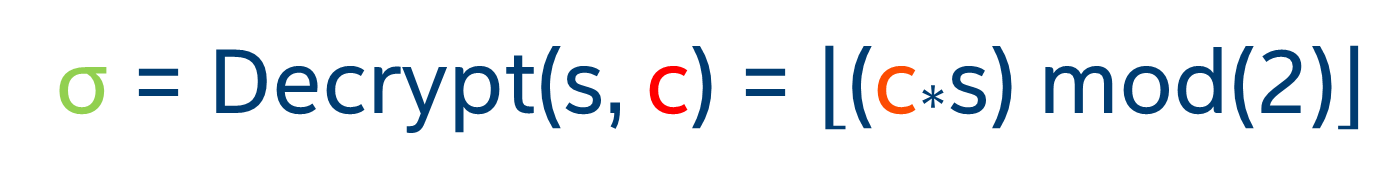 σ = Decrypt(s, c) = ⌊(c*s) mod(2)⌋